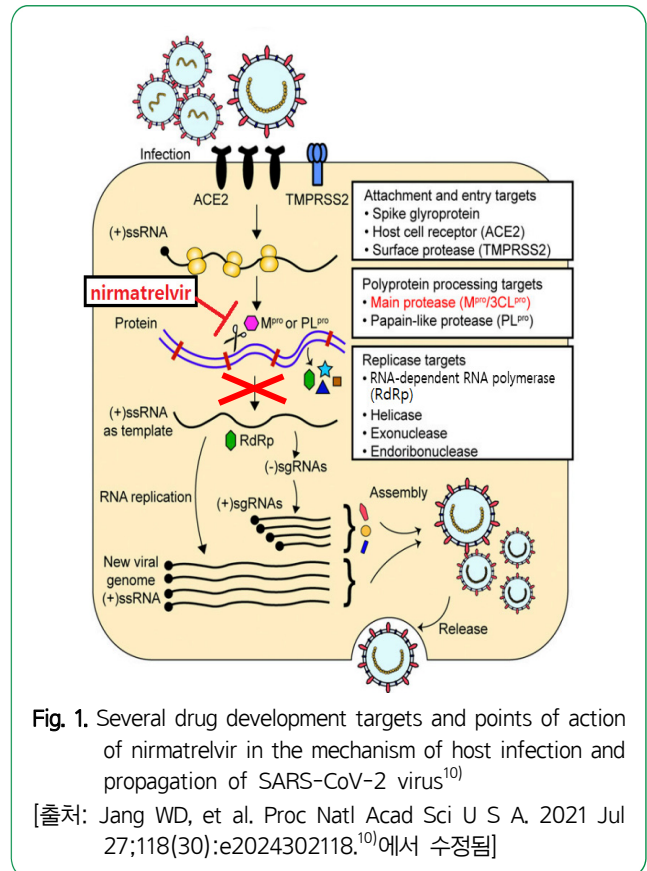 Infection
ACE2
TMPRSS2
(+)ssRNA
nirmatrelvir
Protein
Mpro or PLpro
(+)ssRNA
as template
RdRp
(-)sgRNAs
RNA replication
(+)sgRNAs
Assembly
New viral
genome
(+)ssRNA
Release
Attachment and entry targets
• Spike glyroprotein
• Host cell receptor (ACE2)
• Surface protease (TMPRSS2)
Polyprotein processing targets
• Main protease (Mpro/3CLpro)
• Papain-like protease (PLpro)
Replicase targets
• RNA-dependent RNA polymerase
(RdRp)
• Helicase
• Exonuclease
• Endoribonuclease
Fig. 1. Several drug development targets and points of action
of nirmatrelvir in the mechanism of host infection and
propagation of SARS-CoV-2 virus10)
[출처: Jang WD, et al. Proc Natl Acad Sci U S A. 2021 Jul
27;118(30):e2024302118.10)에서 수정됨]